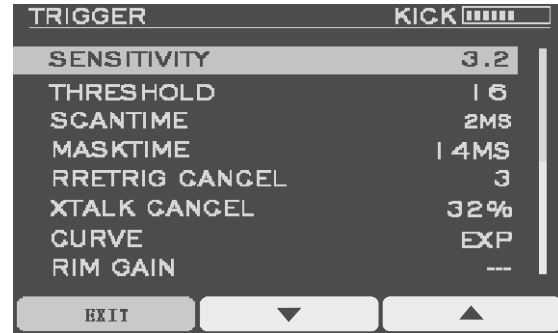 TRIGGER KICK
SENSITIVITY 3.2
THRESHOLD 16
SCANTIME 2MS
MASKTIME 14MS
RRETRIG CANCEL 3
XTALK CANCEL 32%
CURVE EXP
RIM GAIN ---
EXIT